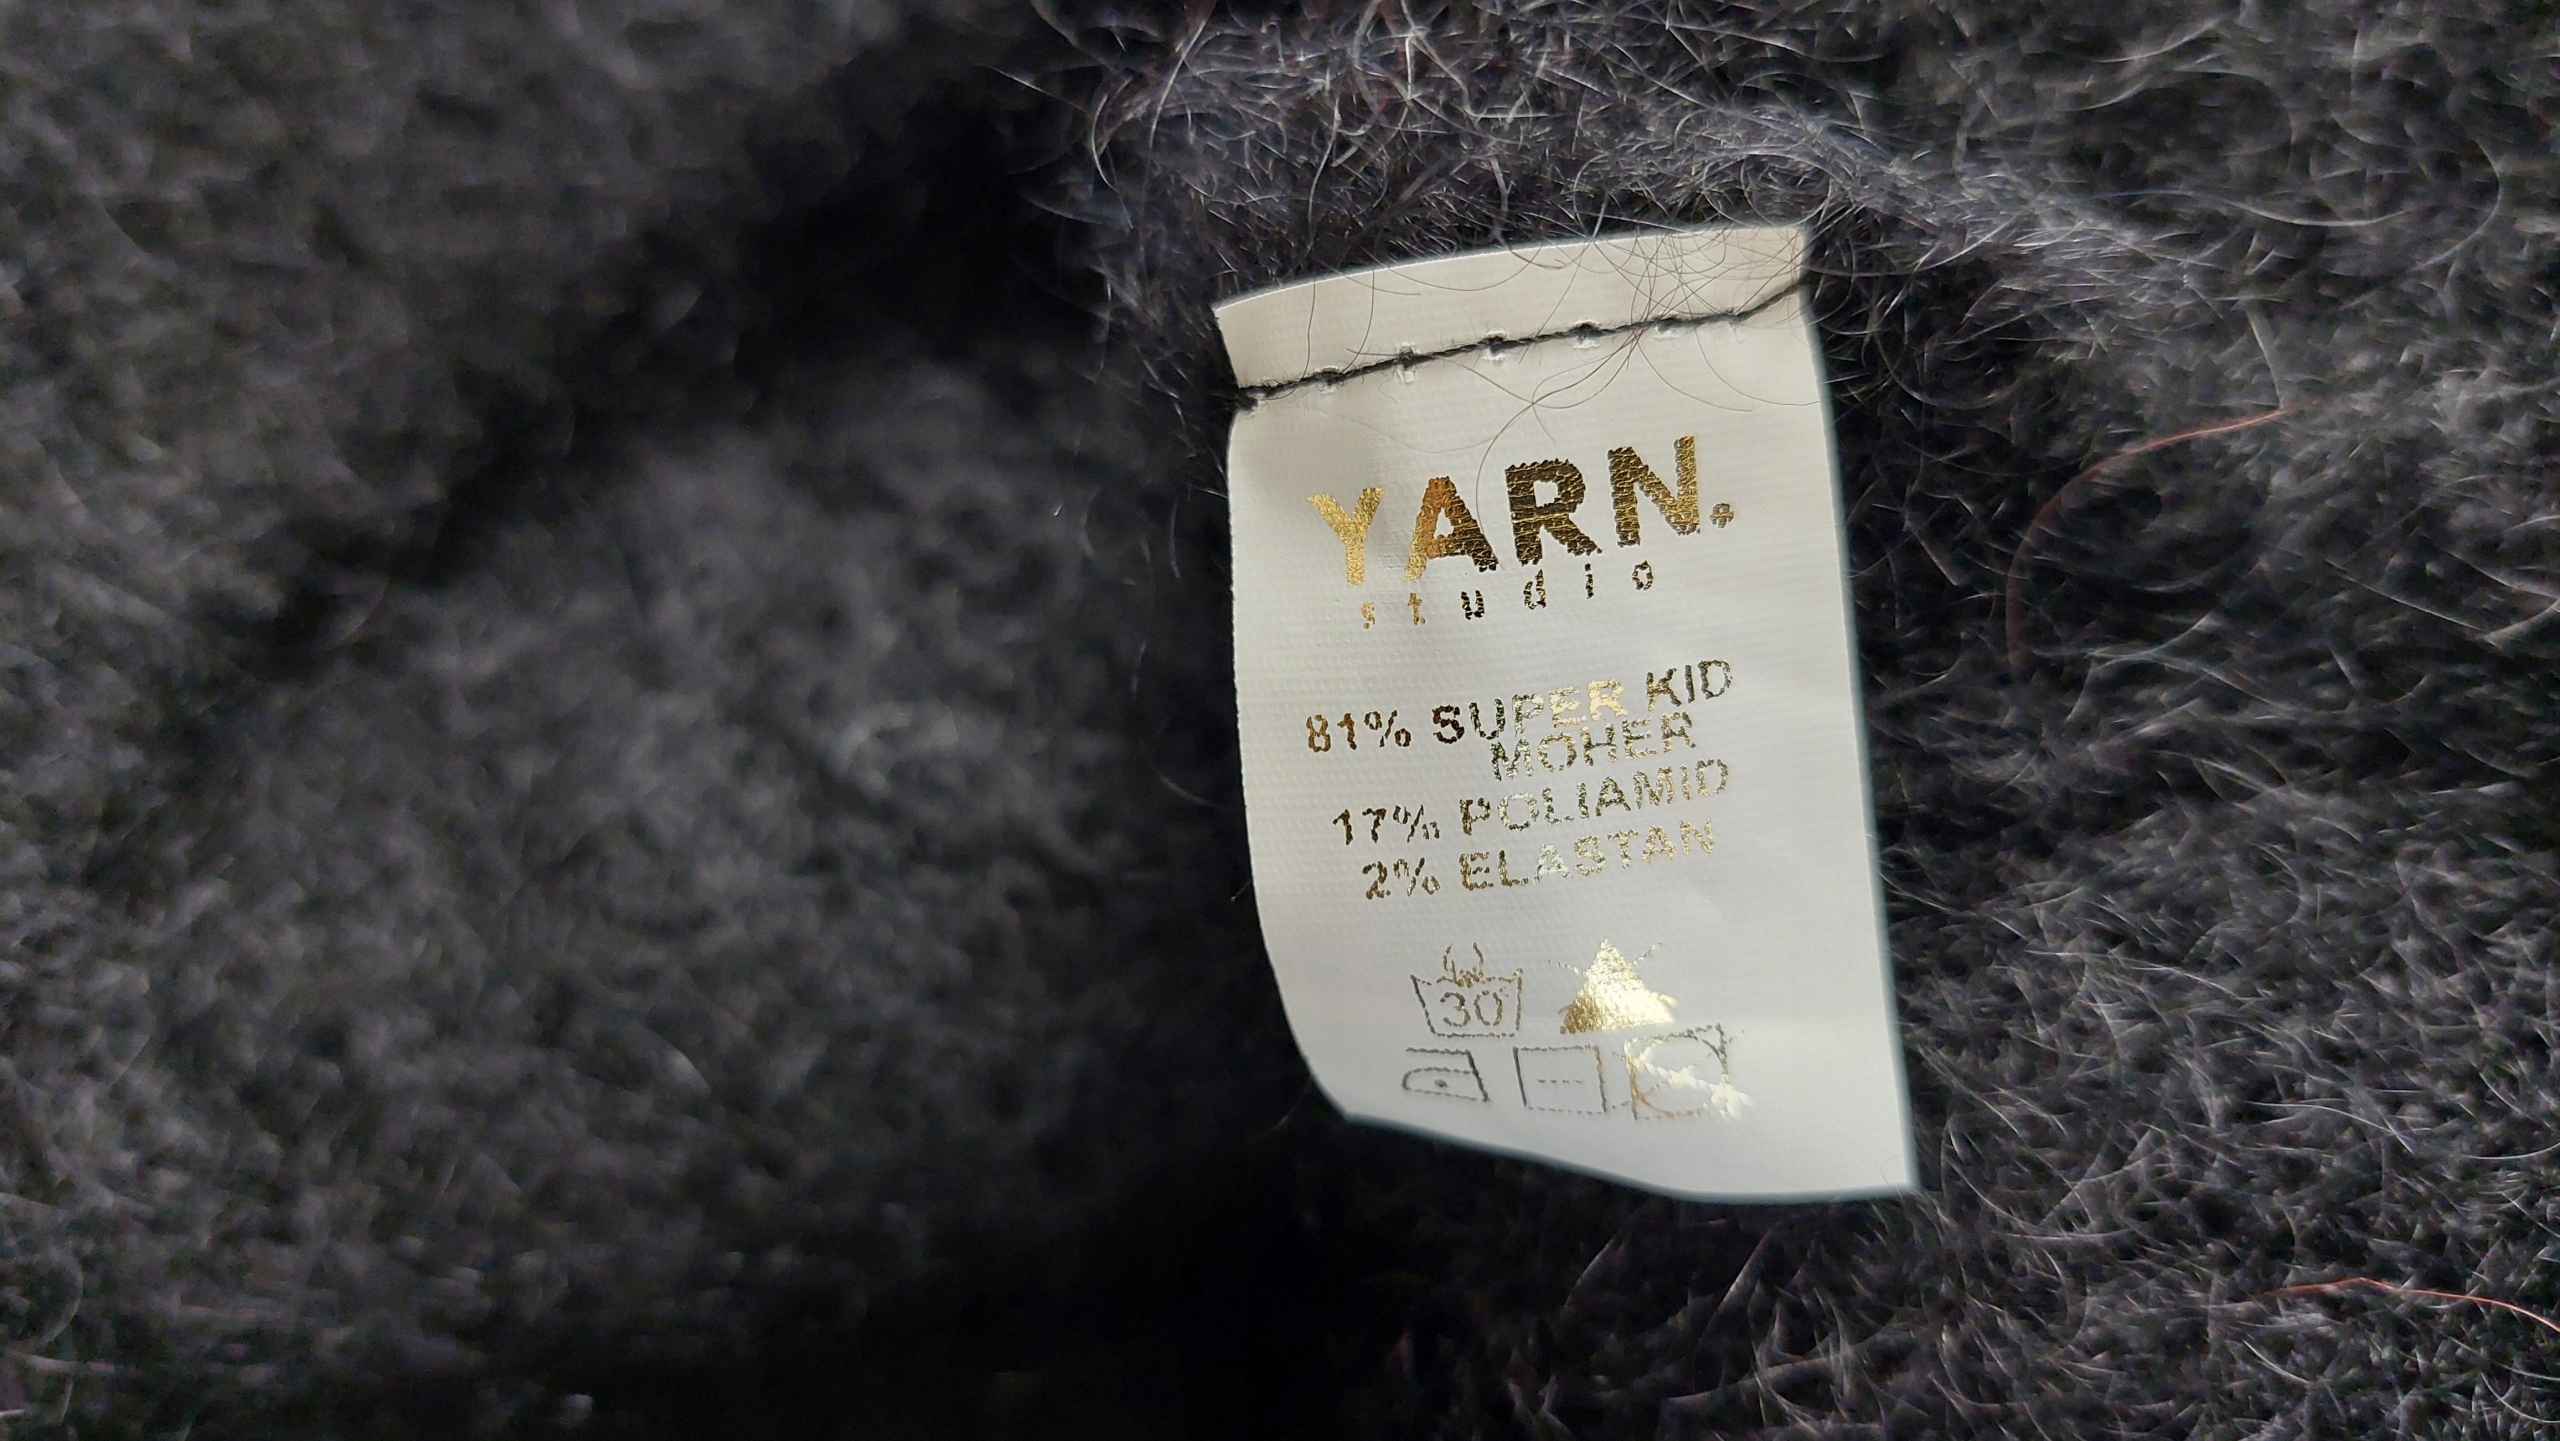 YARN.
studio
81% SUPER KID
MOHER
17% POLIAMID
2% ELASTAN
30